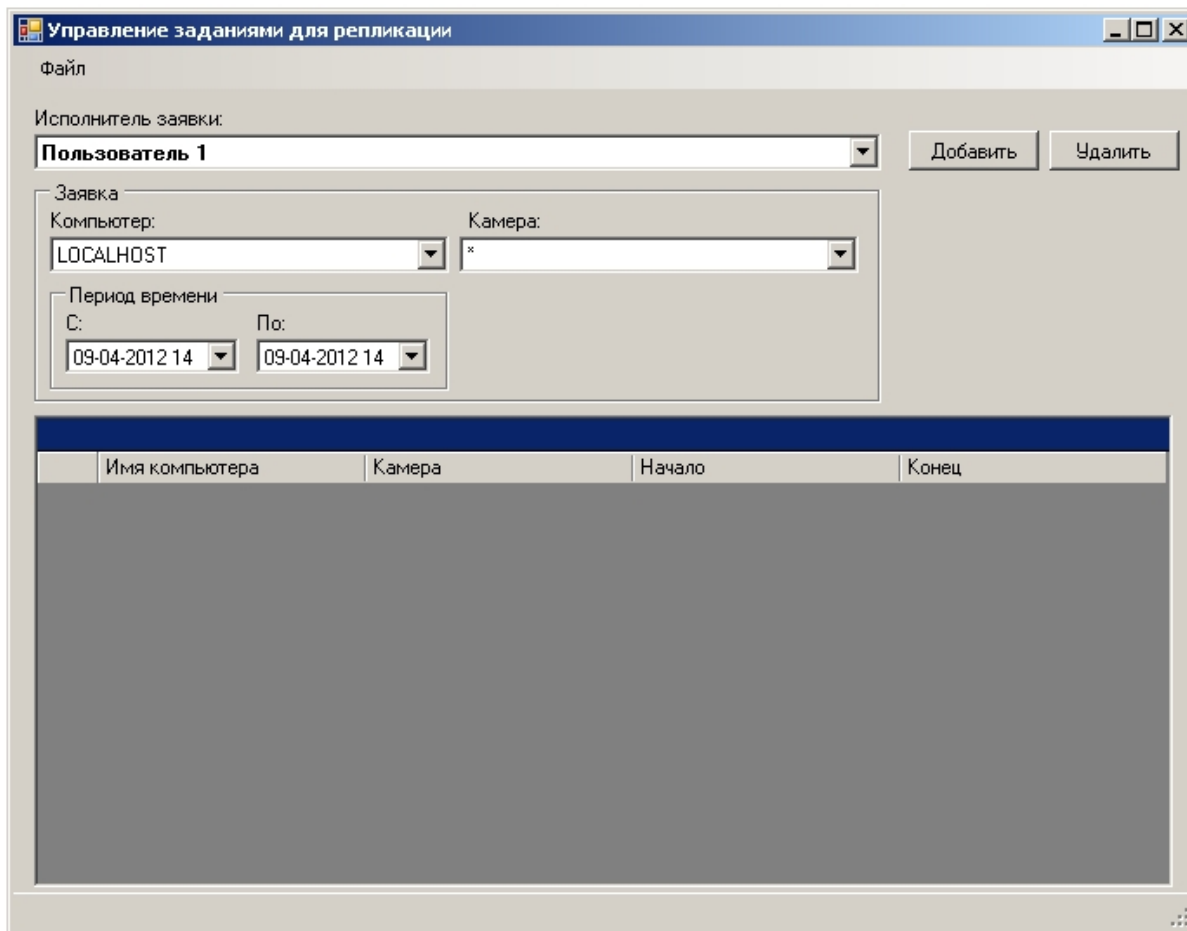 Управление заданиями для репликации
Файл
Исполнитель заявки:
Пользователь 1
Добавить Удалить
Заявка
Компьютер: Камера:
LOCALHOST *
Период времени
С: По:
09-04-2012 14 09-04-2012 14
Имя компьютера Камера Начало Конец